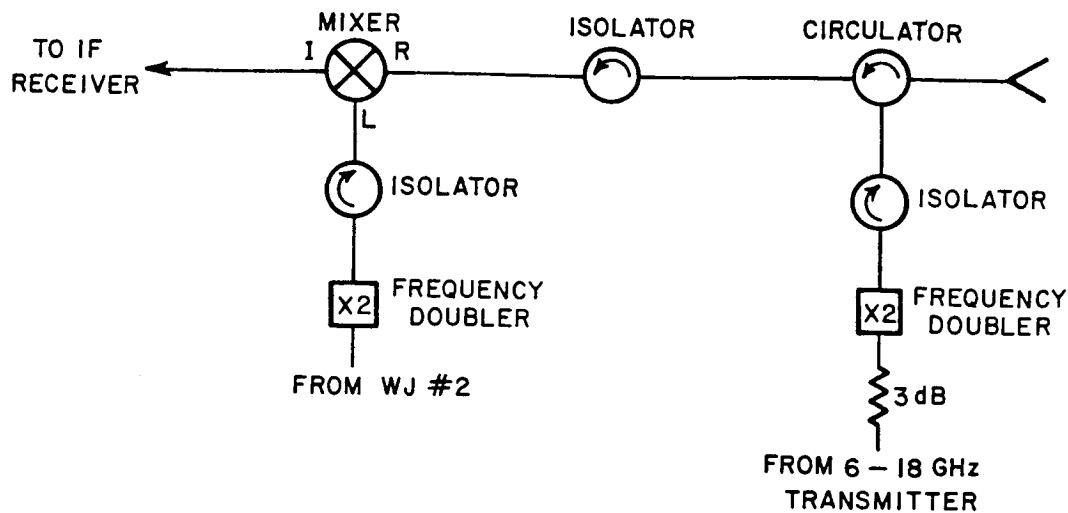 MIXER
ISOLATOR
CIRCULATOR
TO IF
RECEIVER
I
R
L
ISOLATOR
ISOLATOR
X2
FREQUENCY
DOUBLER
X2
FREQUENCY
DOUBLER
FROM WJ #2
3 dB
FROM 6 – 18 GHz
TRANSMITTER